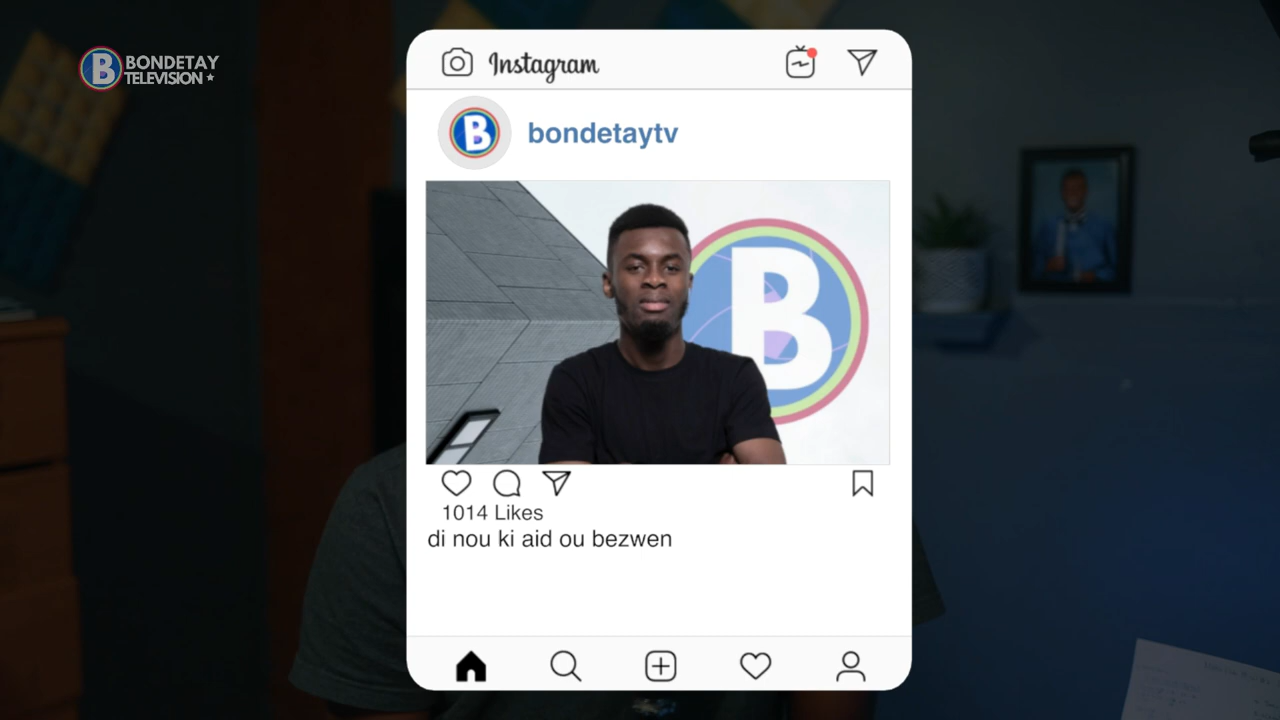 BONDETAY
TELEVISION
Instagram
B
bondetaytv
B
1014 Likes
di nou ki aid ou bezwen